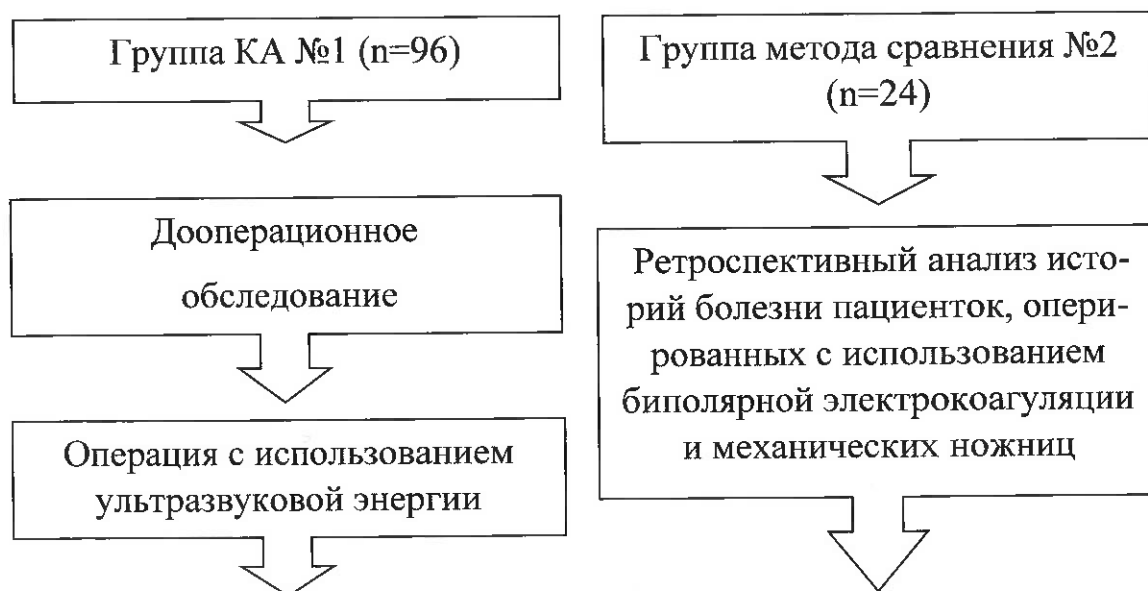 Группа КА №1 (n=96)
Дооперационное
обследование
Операция с использованием
ультразвуковой энергии
Группа метода сравнения №2
(n=24)
Ретроспективный анализ исто-
рий болезни пациенток, опери-
рованных с использованием
биполярной электрокоагуляции
и механических ножниц